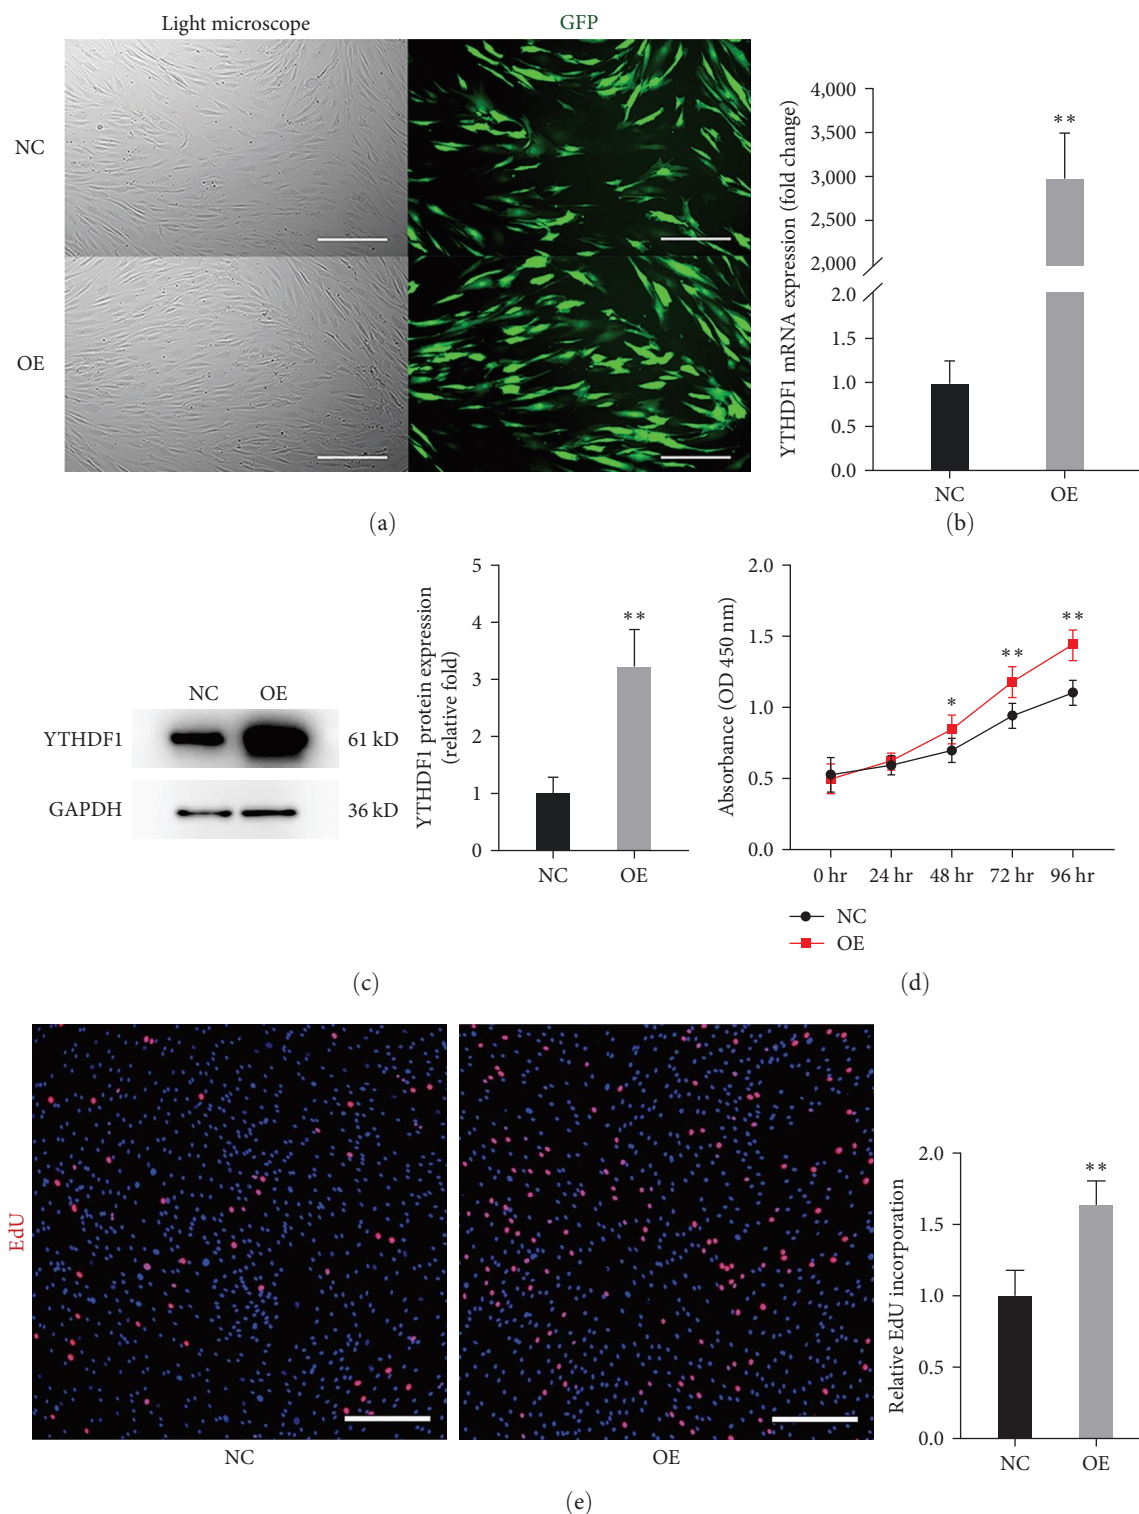 Light microscope
GFP
NC
OE
(a)
YTHDF1 mRNA expression (fold change)
4,000
3,500
3,000
2,500
2,000
2.0
1.5
1.0
0.5
0.0
**
NC
OE
(b)
NC
OE
YTHDF1
61 kD
GAPDH
36 kD
YTHDF1 protein expression
(relative fold)
5
4
3
2
1
0
**
NC
OE
(c)
Absorbance (OD 450 nm)
2.0
1.5
1.0
0.5
0.0
*
**
**
0 hr
24 hr
48 hr
72 hr
96 hr
NC
OE
(d)
EdU
NC
OE
Relative EdU incorporation
2.0
1.5
1.0
0.5
0.0
**
NC
OE
(e)